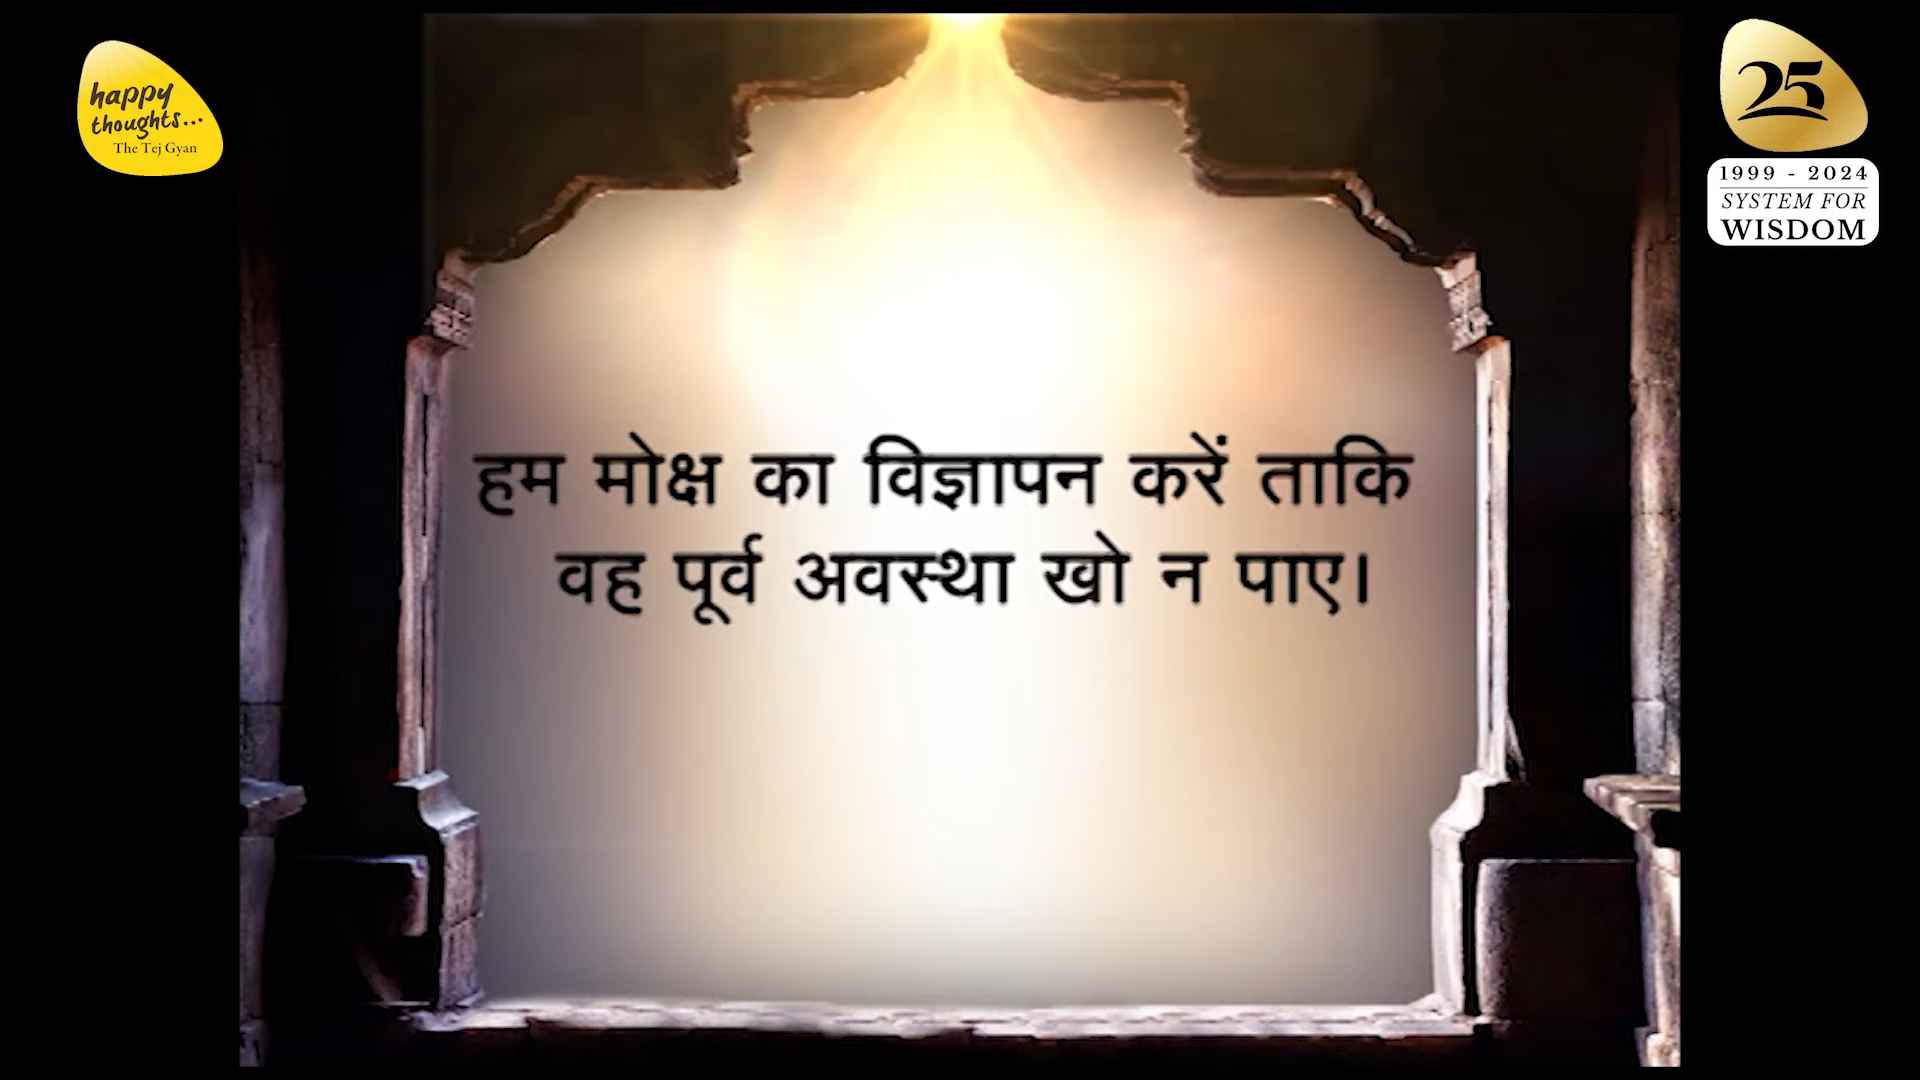 happy
thoughts...
The Tej Gyan
25
1999 - 2024
SYSTEM FOR
WISDOM
हम मोक्ष का विज्ञापन करें ताकि
वह पूर्व अवस्था खो न पाए।